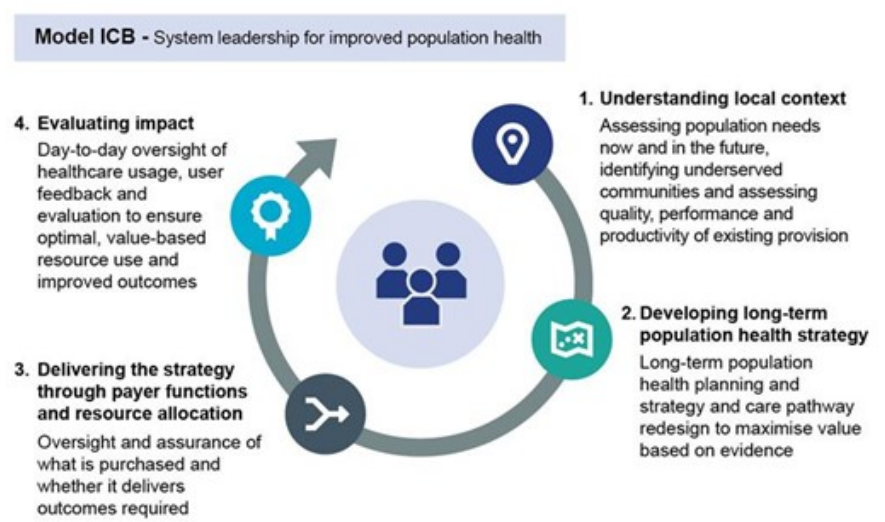 Model ICB - System leadership for improved population health
1. Understanding local context
Assessing population needs
now and in the future,
identifying underserved
communities and assessing
quality, performance and
productivity of existing provision
2. Developing long-term
population health strategy
Long-term population
health planning and
strategy and care pathway
redesign to maximise value
based on evidence
3. Delivering the strategy
through payer functions
and resource allocation
Oversight and assurance of
what is purchased and
whether it delivers
outcomes required
4. Evaluating impact
Day-to-day oversight of
healthcare usage, user
feedback and
evaluation to ensure
optimal, value-based
resource use and
improved outcomes